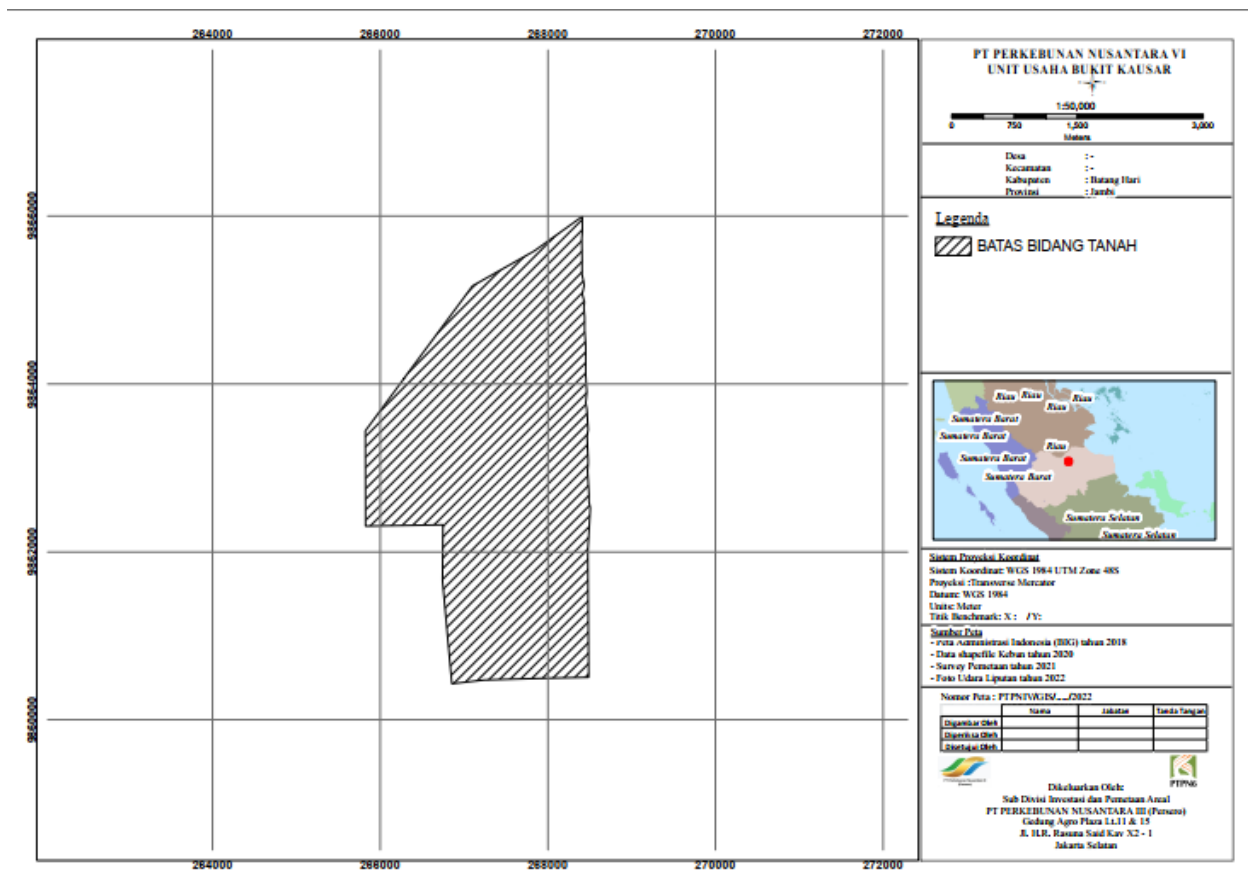 264000 266000 268000 270000 272000
9866000
9864000
9862000
9860000
264000 266000 268000 270000 272000
PT PERKEBUNAN NUSANTARA VI
UNIT USAHA BUKIT KAUSAR
1:50,000
0 750 1,500 3,000
Meters
Desa : -
Kecamatan : -
Kabupaten : Batang Hari
Provinsi : Jambi
Legenda
BATAS BIDANG TANAH
Riau Riau Riau Riau
Sumatera Barat
Sumatera Barat
Riau
Sumatera Barat
Sumatera Barat
Sumatera Selatan
Sumatera Selatan
Sistem Proyeksi Koordinat
Sistem Koordinat: WGS 1984 UTM Zone 48S
Proyeksi :Transverse Mercator
Datum: WGS 1984
Units: Meter
Titik Benchmark: X : / Y:
Sumber Peta
- Peta Administrasi Indonesia (BIG) tahun 2018
- Data shapefile Kebun tahun 2020
- Survey Pemetaan tahun 2021
- Foto Udara Liputan tahun 2022
Nomor Peta : PTPNIV/GIS/...../2022
Nama Jabatan Tanda Tangan
Digambar Oleh
Diperiksa Oleh
Disetujui Oleh
PTPN6
Dikeluarkan Oleh:
Sub Divisi Investasi dan Pemetaan Areal
PT PERKEBUNAN NUSANTARA III (Persero)
Gedung Agro Plaza Lt.11 & 15
Jl. H.R. Rasuna Said Kav X2 - 1
Jakarta Selatan